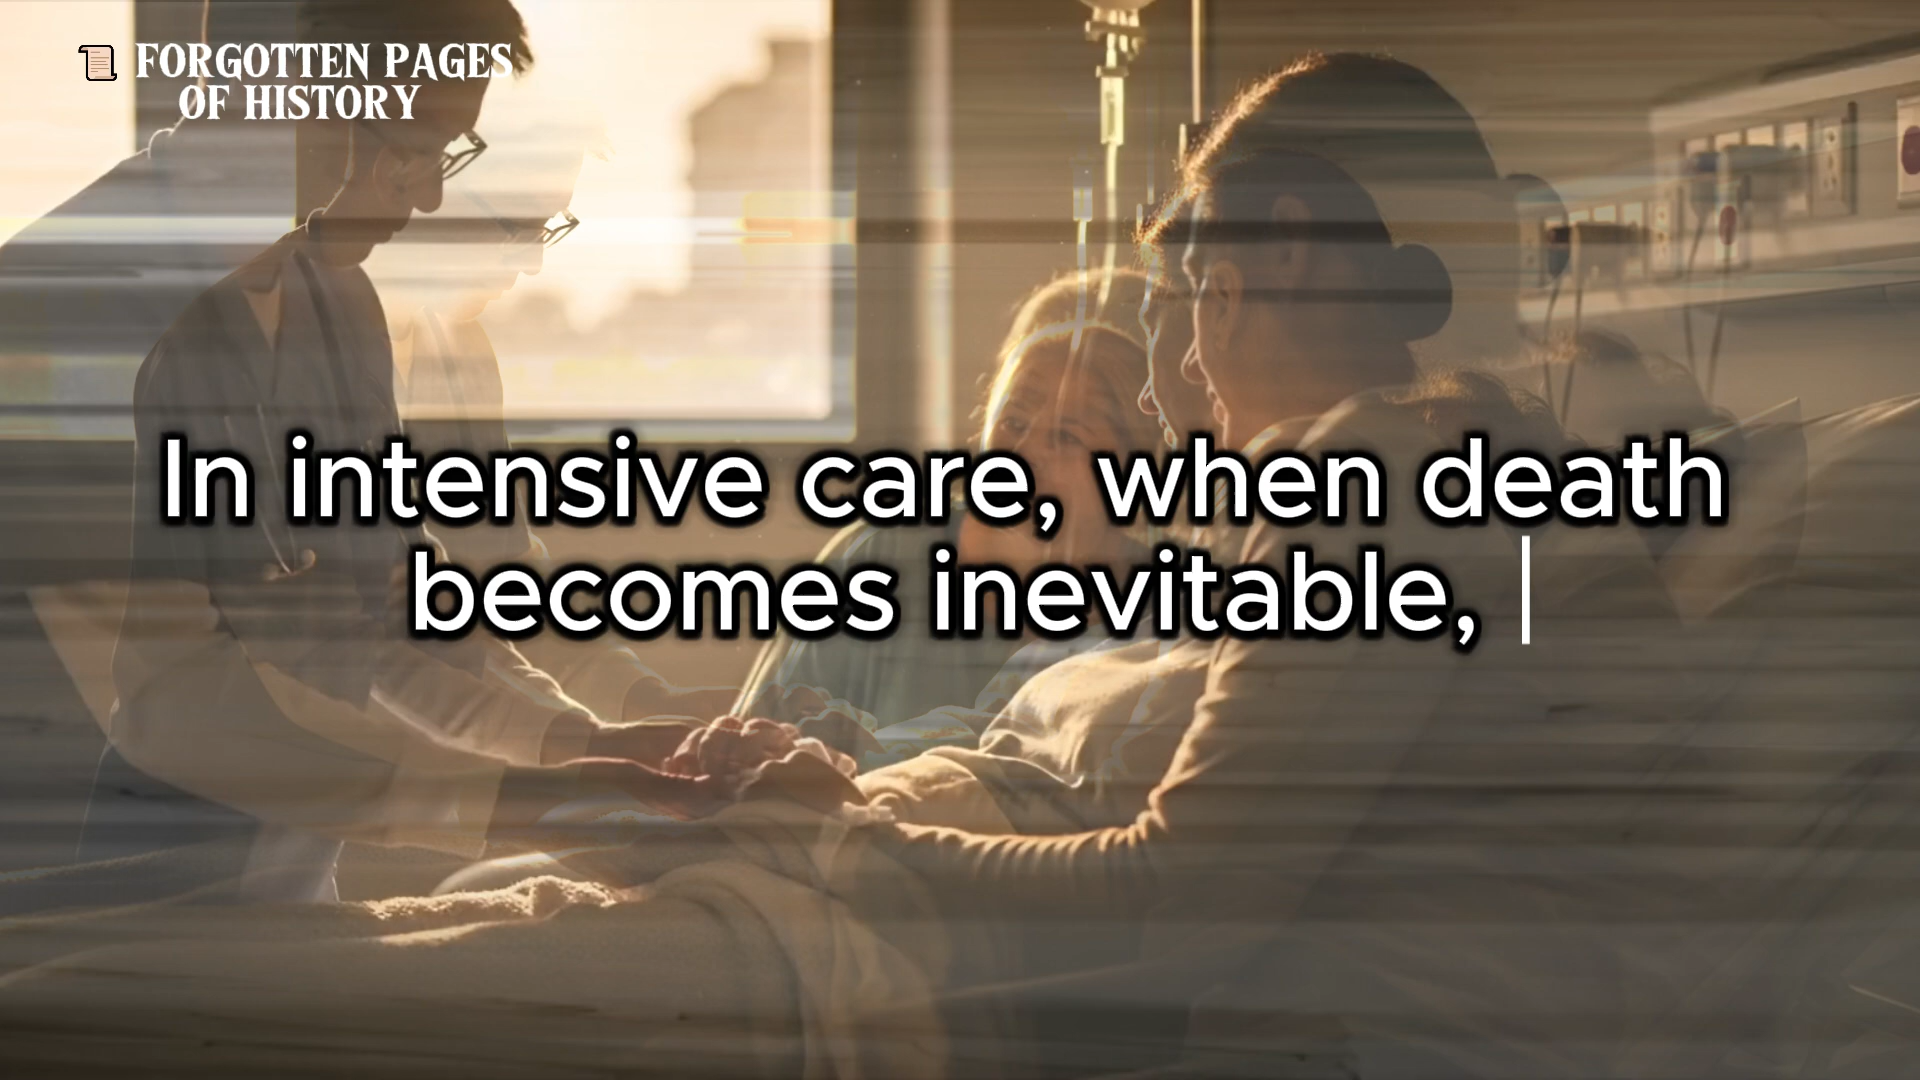 FORGOTTEN PAGES
OF HISTORY
In intensive care, when death
becomes inevitable,